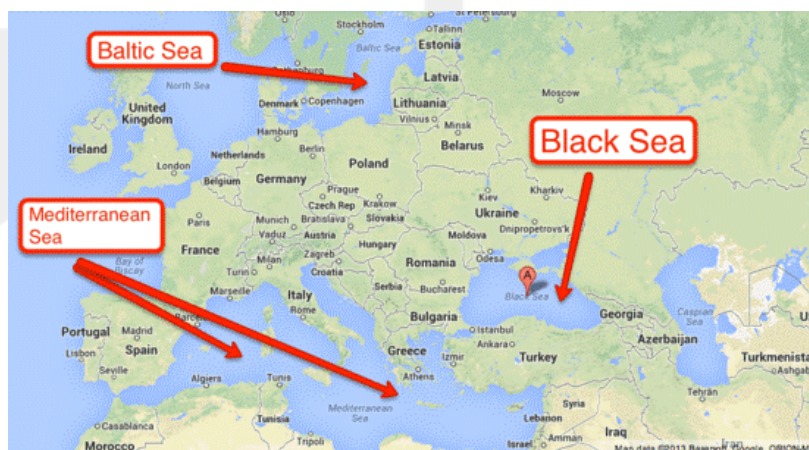 Oslo
Stockholm
St Petersburg
Tallinn
Baltic Sea
Estonia
Baltic Sea
North Sea
Latvia
Moscow
Denmark
Copenhagen
Lithuania
United
Kingdom
Vilnius
Minsk
Hamburg
Black Sea
Ireland
Netherlands
Berlin
Belarus
London
Poland
Belgium
Germany
Prague
Kiev
Kharkiv
Czech Rep
Krakow
Mediterranean
Sea
Paris
Munich
Bratislava
Slovakia
Ukraine
Vaduz
Austria
Moldova
Dnipropetrovs'k
Hungary
France
Zagreb
Odesa
Bay of
Biscay
Milan
Turin
Croatia
Romania
A
Marseille
Italy
Serbia
Bucharest
Black Sea
Rome
Georgia
Caspian
Sea
Portugal
Madrid
Bulgaria
Istanbul
Azerbaijan
Lisbon
Spain
Greece
Izmir
Ankara
Turkey
Turkmenista
Seville
Athens
Ashgab
Algiers
Tunis
Tehran
Mediterranean
Sea
Syria
Casablanca
Tunisia
Lebanon
Iraq
Morocco
Tripoli
Israel
Amman
Iran